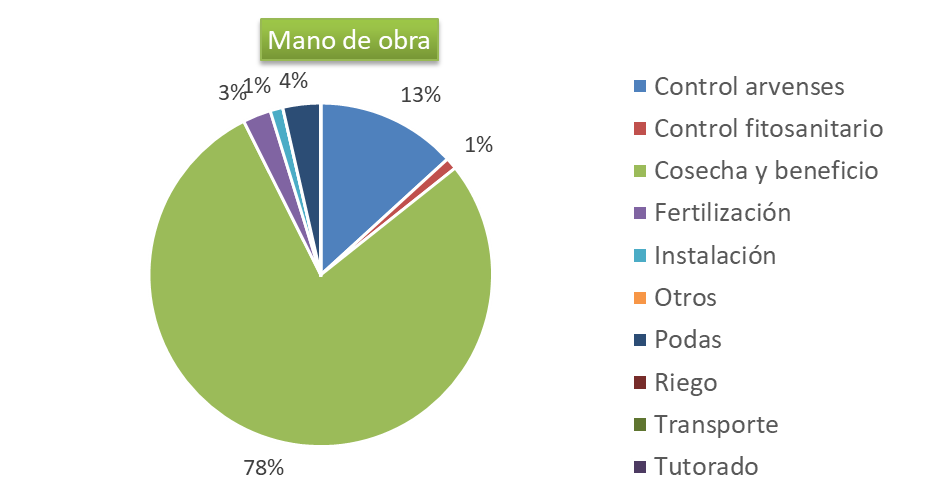 Mano de obra
3%
1%
4%
13%
1%
78%
Control arvenses
Control fitosanitario
Cosecha y beneficio
Fertilización
Instalación
Otros
Podas
Riego
Transporte
Tutorado